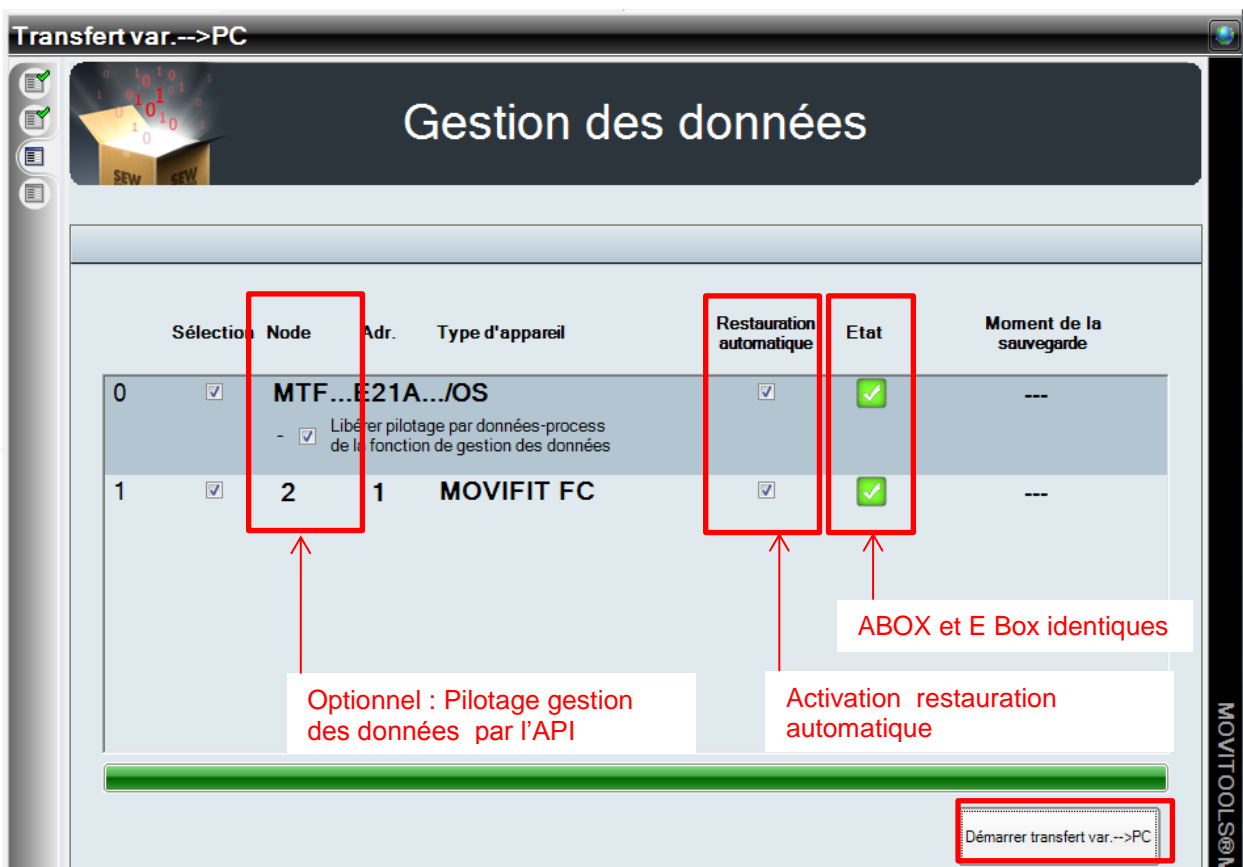 Transfert var.-->PC
Gestion des données
SEW SEW
Sélection Node Adr. Type d'appareil Restauration automatique Etat Moment de la sauvegarde
0 MTF...E21A.../OS ---
- Libérer pilotage par données-process
de la fonction de gestion des données
1 2 1 MOVIFIT FC ---
ABOX et E Box identiques
Optionnel : Pilotage gestion
des données par l'API
Activation restauration
automatique
Démarrer transfert var.-->PC
MOVITOOLS®